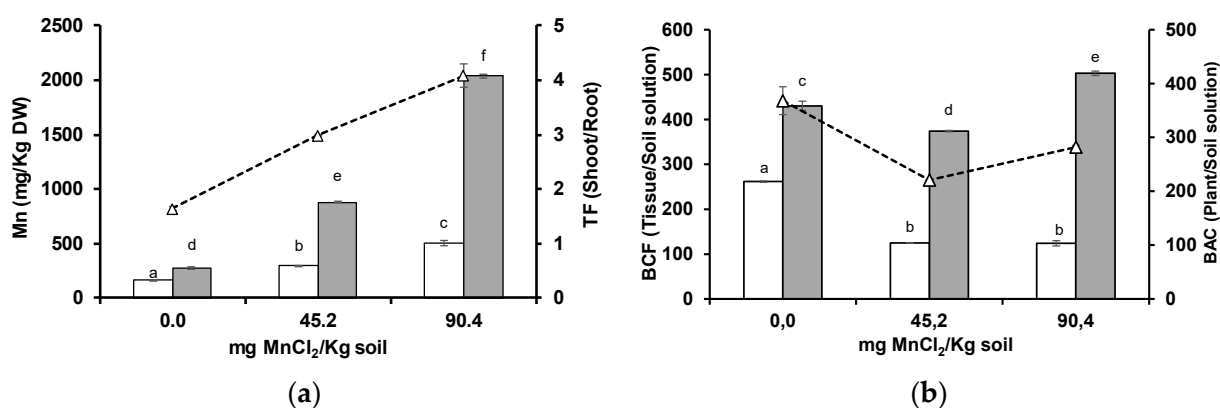 2500
2000
1500
1000
500
0
Mn (mg/Kg DW)
a
d
b
e
c
f
5
4
3
2
1
0
TF (Shoot/Root)
0.0 45.2 90.4
mg MnCl₂/Kg soil
(a)
600
500
400
300
200
100
0
BCF (Tissue/Soil solution)
a
c
b
d
b
e
500
400
300
200
100
0
BAC (Plant/Soil solution)
0,0 45,2 90,4
mg MnCl₂/Kg soil
(b)